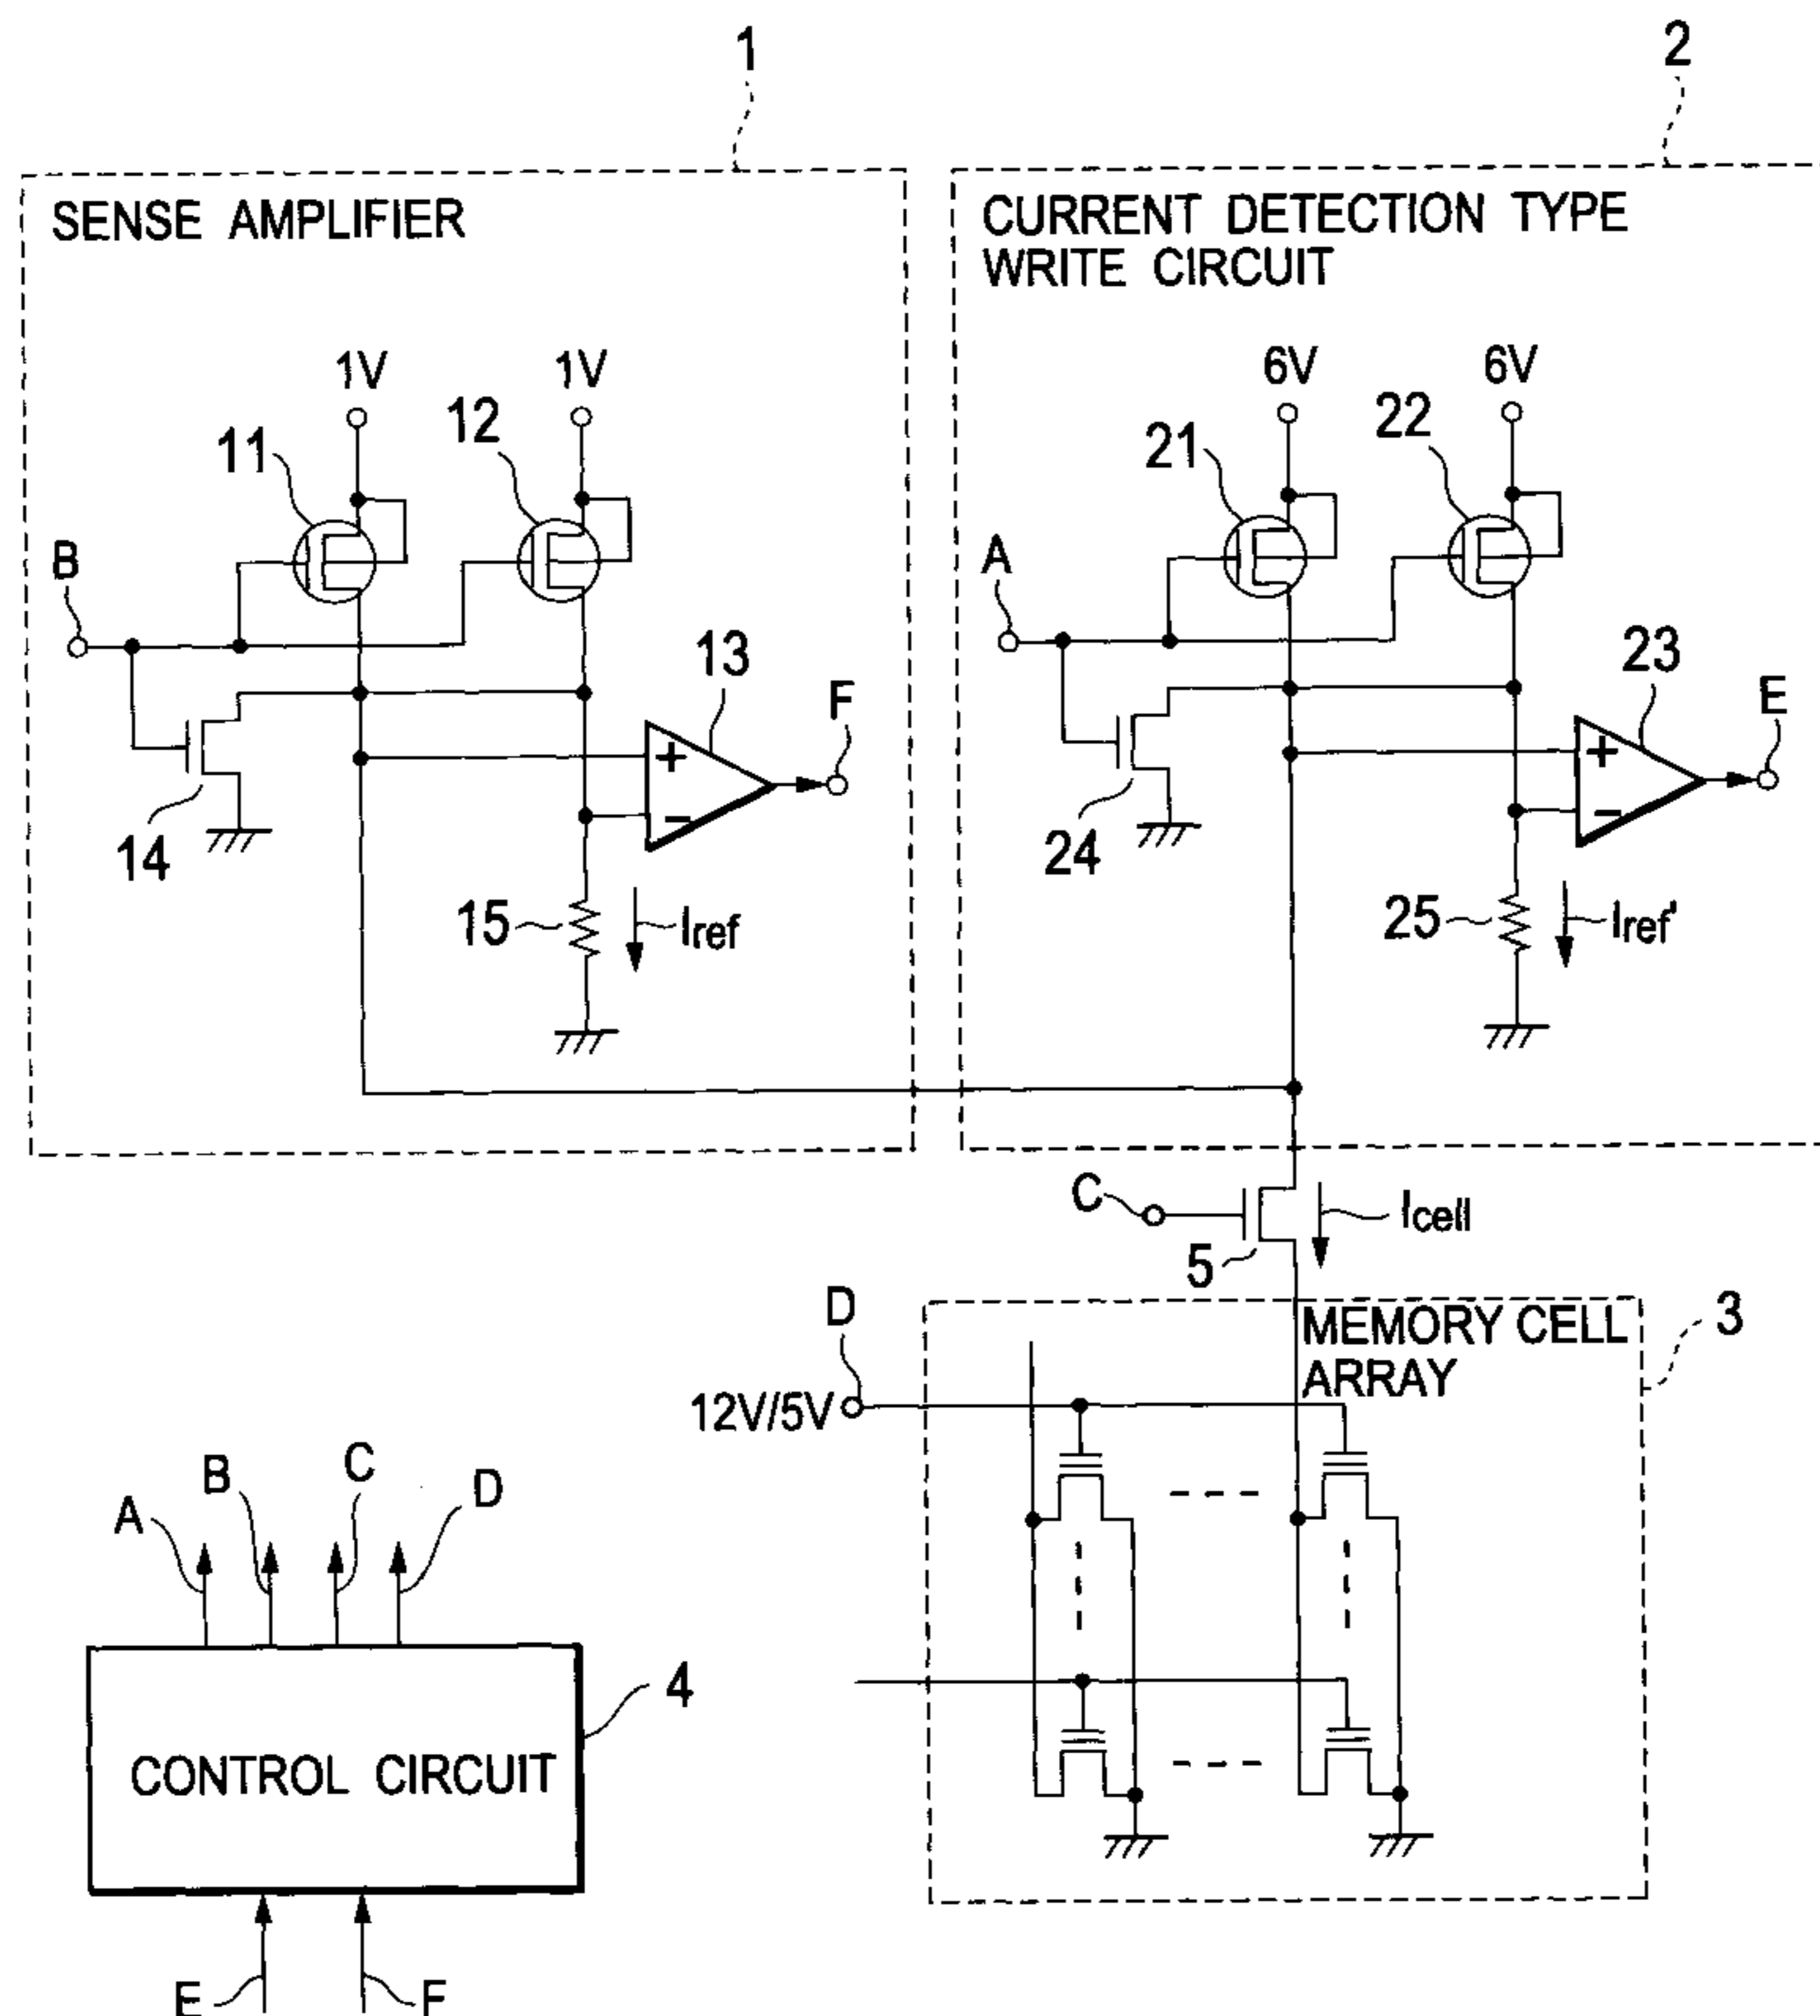 1
2
SENSE AMPLIFIER
CURRENT DETECTION TYPE
WRITE CIRCUIT
1V
1V
6V
6V
11
12
21
22
B
A
13
F
23
E
14
24
15
Iref
25
Iref'
C
Icell
5
D
MEMORY CELL
ARRAY
3
12V/5V
A
B
C
D
4
CONTROL CIRCUIT
E
F
+
−
+
−